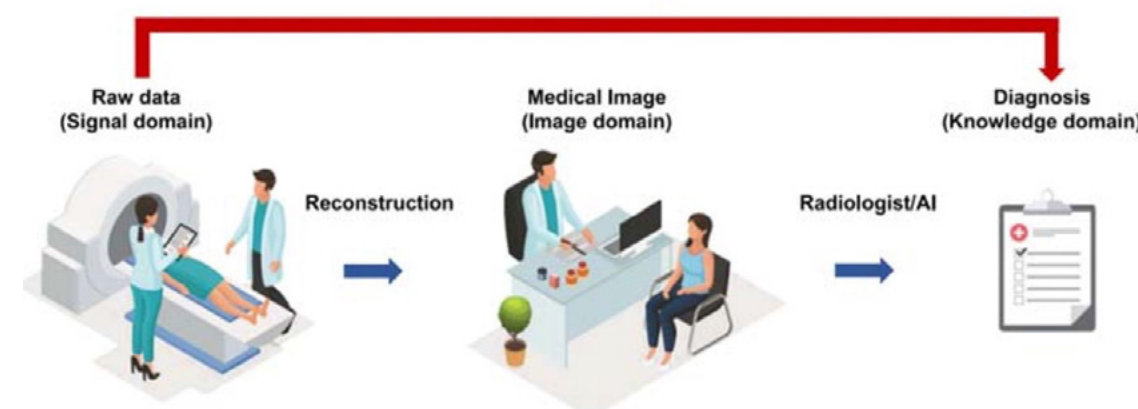 Raw data
(Signal domain)
Medical Image
(Image domain)
Diagnosis
(Knowledge domain)
Reconstruction
Radiologist/AI